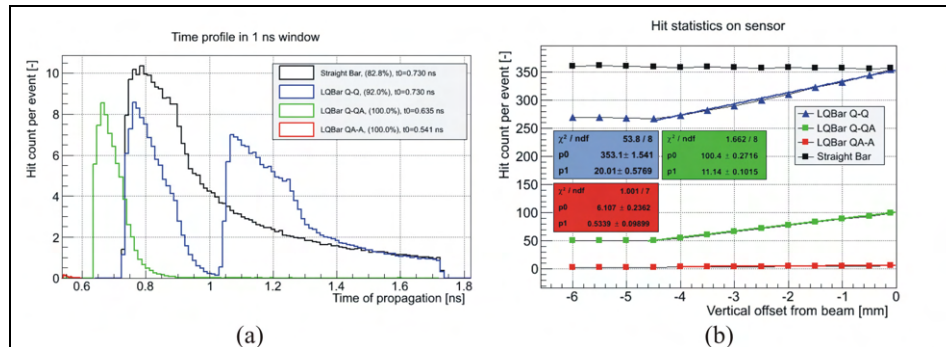 Time profile in 1 ns window
Hit count per event [-]
10
8
6
4
2
0
Straight Bar, (82.8%), t0=0.730 ns
LQBar Q-Q, (92.0%), t0=0.730 ns
LQBar Q-QA, (100.0%), t0=0.635 ns
LQBar QA-A, (100.0%), t0=0.541 ns
0.6 0.8 1.0 1.2 1.4 1.6 1.8
Time of propagation [ns]
(a)
Hit statistics on sensor
Hit count per event [-]
350
300
250
200
150
100
50
0
LQBar Q-Q
LQBar Q-QA
LQBar QA-A
Straight Bar
χ² / ndf 53.8 / 8
p0 353.1± 1.541
p1 20.01± 0.5769
χ² / ndf 1.662 / 8
p0 100.4 ± 0.2716
p1 11.14 ± 0.1015
χ² / ndf 1.001 / 7
p0 6.107 ± 0.2362
p1 0.5339 ± 0.09899
-6 -5 -4 -3 -2 -1 0
Vertical offset from beam [mm]
(b)